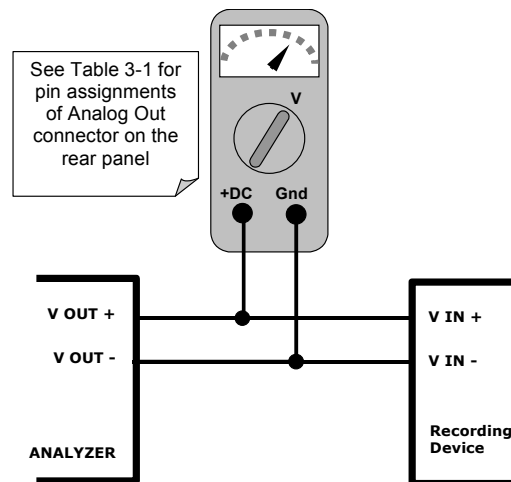 See Table 3-1 for
pin assignments
of Analog Out
connector on the
rear panel
V
+DC Gnd
V OUT +
V OUT -
ANALYZER
V IN +
V IN -
Recording
Device